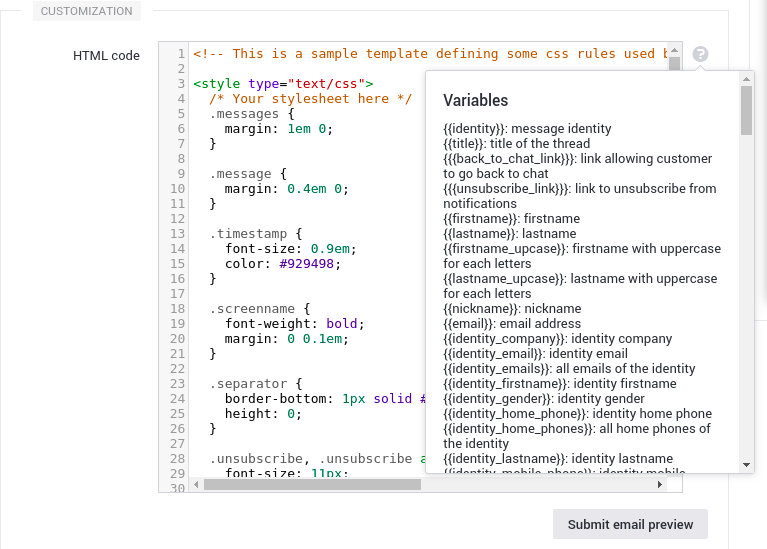 CUSTOMIZATION
HTML code
1 <!-- This is a sample template defining some css rules used b
2
3 <style type="text/css">
4 /* Your stylesheet here */
5 .messages {
6 margin: 1em 0;
7 }
8
9 .message {
10 margin: 0.4em 0;
11 }
12
13 .timestamp {
14 font-size: 0.9em;
15 color: #929498;
16 }
17
18 .screenname {
19 font-weight: bold;
20 margin: 0 0.1em;
21 }
22
23 .separator {
24 border-bottom: 1px solid #
25 height: 0;
26 }
27
28 .unsubscribe, .unsubscribe a
29 font-size: 11px;
30
?
Variables
{{identity}}: message identity
{{title}}: title of the thread
{{{back_to_chat_link}}}: link allowing customer
to go back to chat
{{{unsubscribe_link}}}: link to unsubscribe from
notifications
{{firstname}}: firstname
{{lastname}}: lastname
{{firstname_upcase}}: firstname with uppercase
for each letters
{{lastname_upcase}}: lastname with uppercase
for each letters
{{nickname}}: nickname
{{email}}: email address
{{identity_company}}: identity company
{{identity_email}}: identity email
{{identity_emails}}: all emails of the identity
{{identity_firstname}}: identity firstname
{{identity_gender}}: identity gender
{{identity_home_phone}}: identity home phone
{{identity_home_phones}}: all home phones of
the identity
{{identity_lastname}}: identity lastname
{{identity_mobile_phone}}: identity mobile
Submit email preview